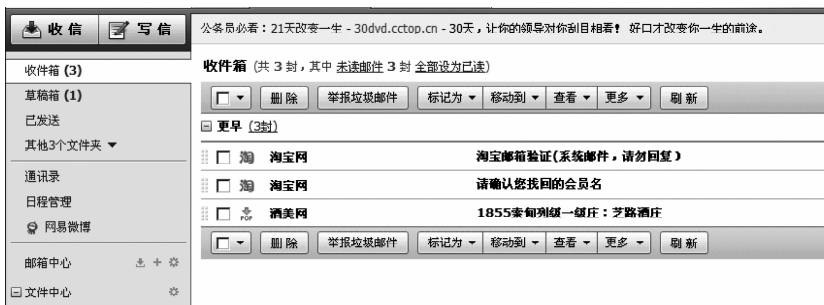 收信 写信
公务员必看：21天改变一生 - 30dvd.cctop.cn - 30天，让你的领导对你刮目相看！ 好口才改变你一生的前途。
收件箱 (3)
草稿箱 (1)
已发送
其他3个文件夹
通讯录
日程管理
网易微博
邮箱中心
文件中心
收件箱 (共 3 封，其中 未读邮件 3 封 全部设为已读)
删除 举报垃圾邮件 标记为 移动到 查看 更多 刷新
更早 (3封)
淘 淘宝网 淘宝邮箱验证(系统邮件，请勿回复)
淘 淘宝网 请确认您找回的会员名
POP 酒美网 1855梅多列级一级庄：芝路酒庄
删除 举报垃圾邮件 标记为 移动到 查看 更多 刷新